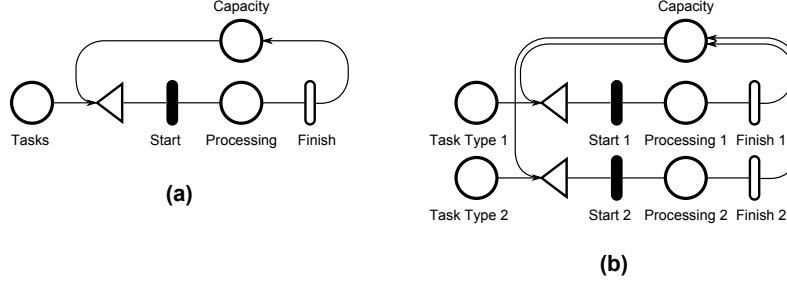 Capacity
Tasks
Start
Processing
Finish
(a)
Capacity
Task Type 1
Start 1
Processing 1
Finish 1
Task Type 2
Start 2
Processing 2
Finish 2
(b)